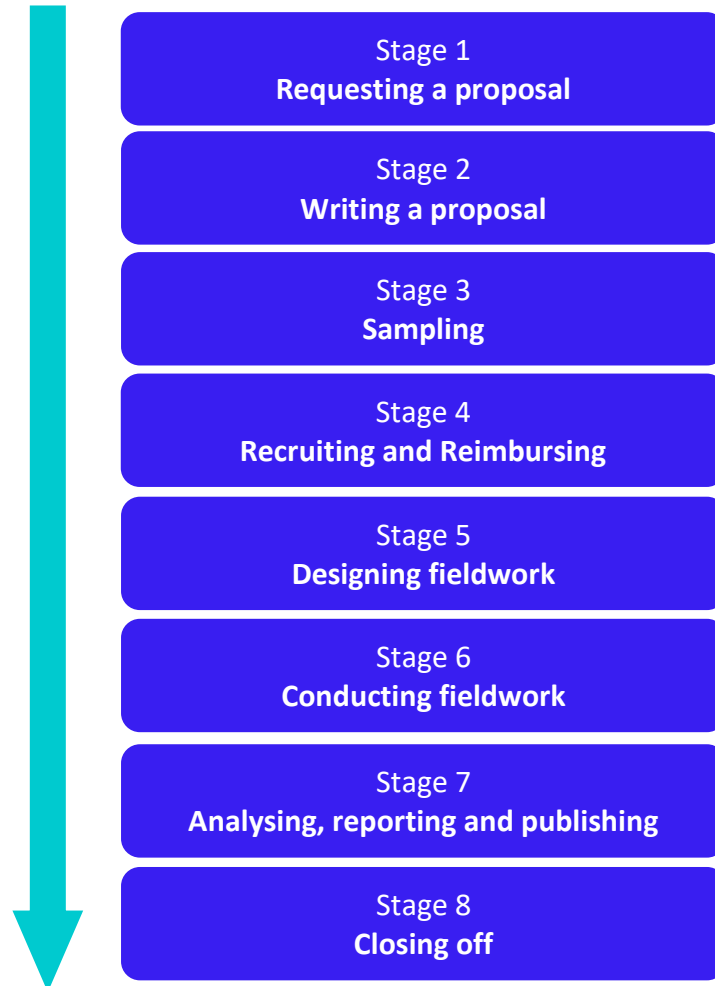 Stage 1
Requesting a proposal
Stage 2
Writing a proposal
Stage 3
Sampling
Stage 4
Recruiting and Reimbursing
Stage 5
Designing fieldwork
Stage 6
Conducting fieldwork
Stage 7
Analysing, reporting and publishing
Stage 8
Closing off